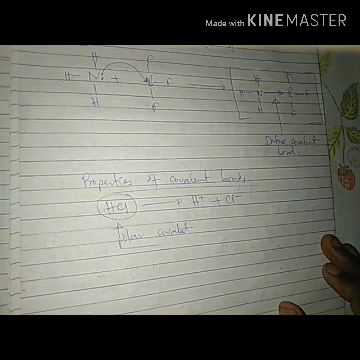 Made with KINEMASTER
H F
H N: + B F → H N → B F
H F H F
Dative covalent
bond
Properties of covalent bonds
HCl → H⁺ + Cl⁻
Polar covalent